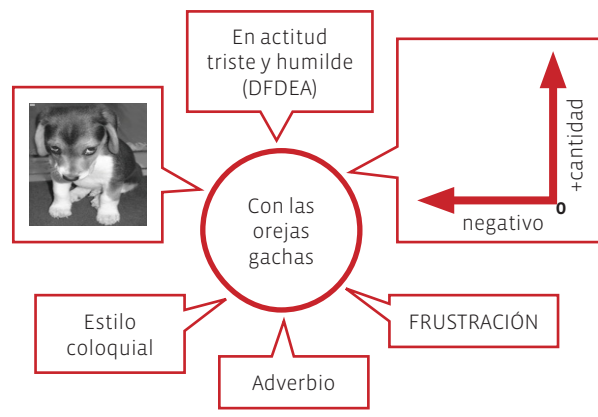 En actitud
triste y humilde
(DFDEA)
+cantidad
0
negativo
Con las
orejas
gachas
Estilo
coloquial
FRUSTRACIÓN
Adverbio